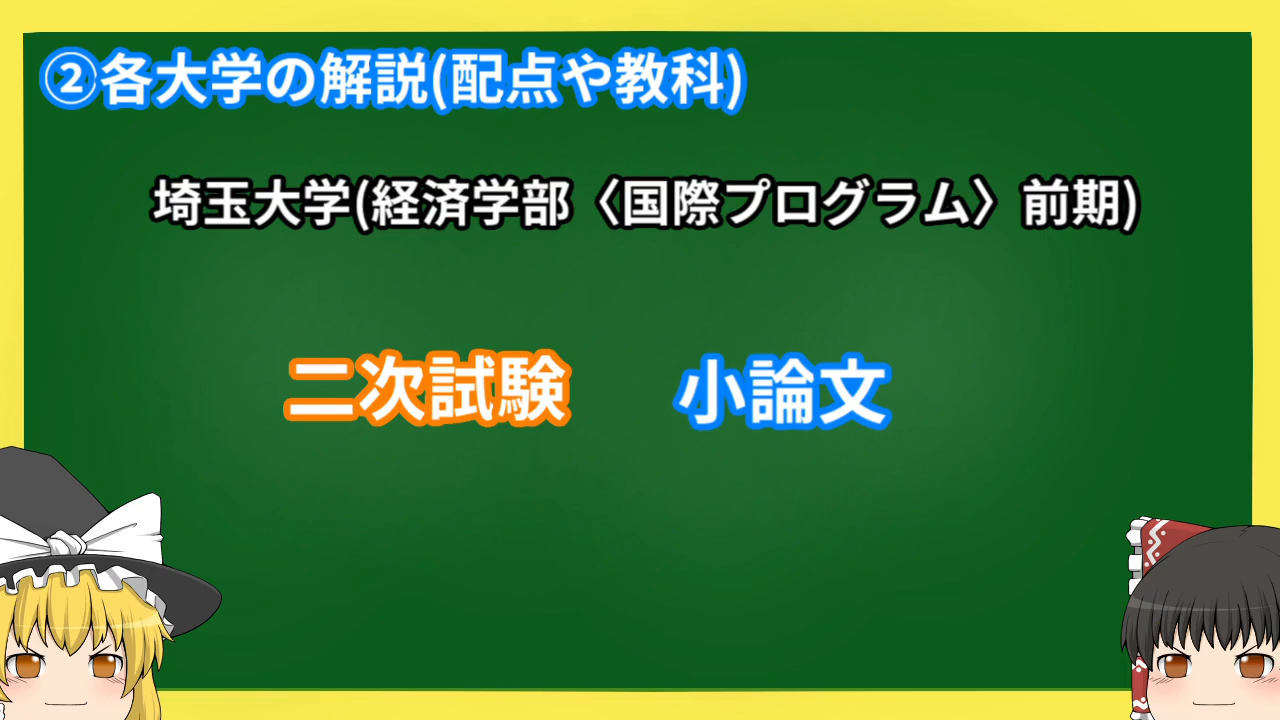 ②各大学の解説(配点や教科)
埼玉大学(経済学部〈国際プログラム〉前期)
二次試験 小論文